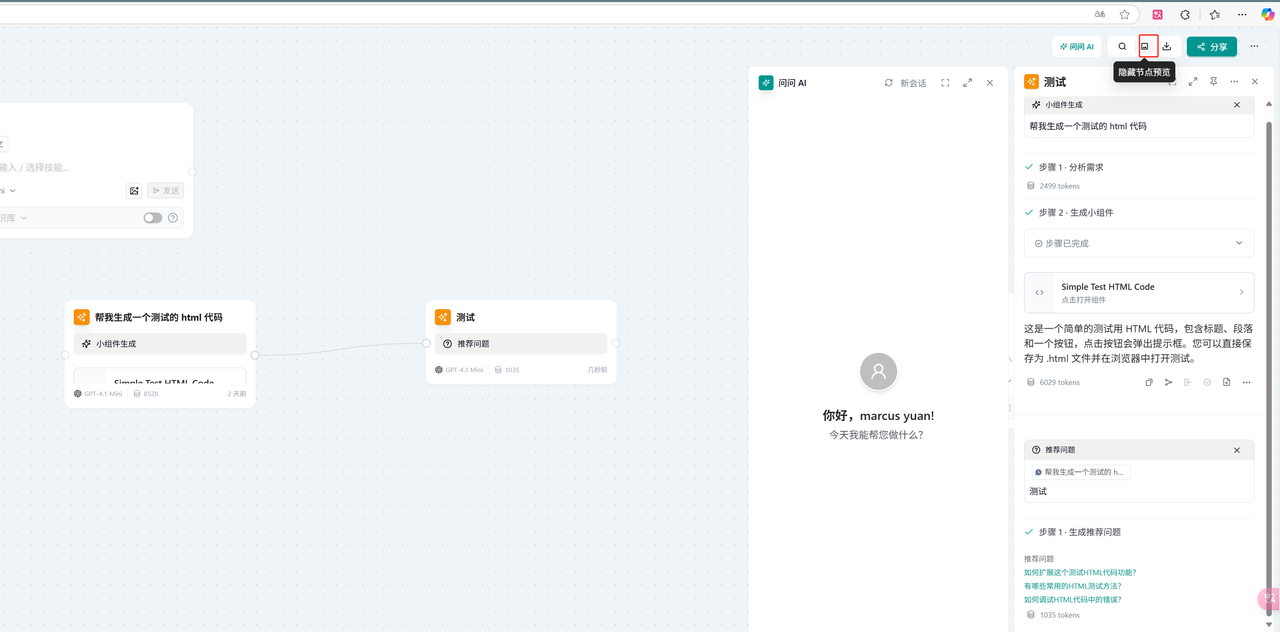 问问 AI
分享
隐藏节点预览
输入 / 选择技能...
发送
识库
帮我生成一个测试的 html 代码
小组件生成
Simple Test HTML Code
GPT-4.1 Mini
8528
2 天前
测试
推荐问题
GPT-4.1 Mini
1035
几秒前
问问 AI
新会话
你好，marcus yuan!
今天我能帮您做什么？
测试
小组件生成
帮我生成一个测试的 html 代码
步骤 1 · 分析需求
2499 tokens
步骤 2 · 生成小组件
步骤已完成
Simple Test HTML Code
点击打开组件
这是一个简单的测试用 HTML 代码，包含标题、段落
和一个按钮，点击按钮会弹出提示框。您可以直接保
存为 .html 文件并在浏览器中打开测试。
6029 tokens
推荐问题
帮我生成一个测试的 h...
测试
步骤 1 · 生成推荐问题
推荐问题
如何扩展这个测试HTML代码功能？
有哪些常用的HTML测试方法？
如何调试HTML代码中的错误？
1035 tokens